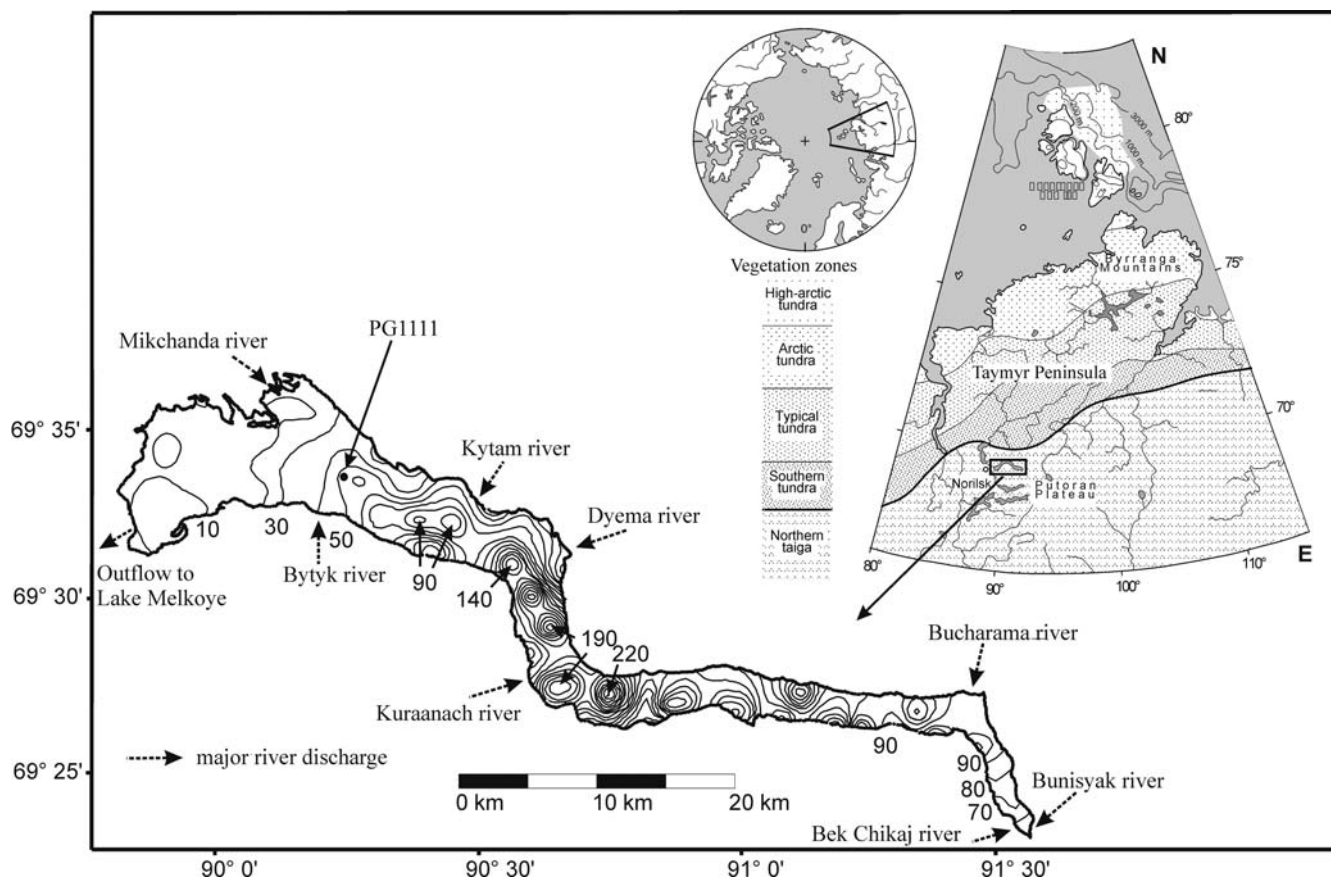 N
80°
3000 m.
1000 m.
75°
Byrranga
Mountains
70°
Taymyr Peninsula
Norilsk
Putoran
Plateau
110°
E
100°
90°
80°
0°
Vegetation zones
High-arctic
tundra
Arctic
tundra
Typical
tundra
Southern
tundra
Northern
taiga
PG1111
Mikchanda river
69° 35'
Kytam river
Dyema river
10
30
50
Bytyk river
90
140
Outflow to
Lake Melkoye
69° 30'
190
220
Bucharama river
Kuraanach river
90
90
80
70
Bunisyak river
Bek Chikaj river
major river discharge
69° 25'
0 km
10 km
20 km
90° 0'
90° 30'
91° 0'
91° 30'